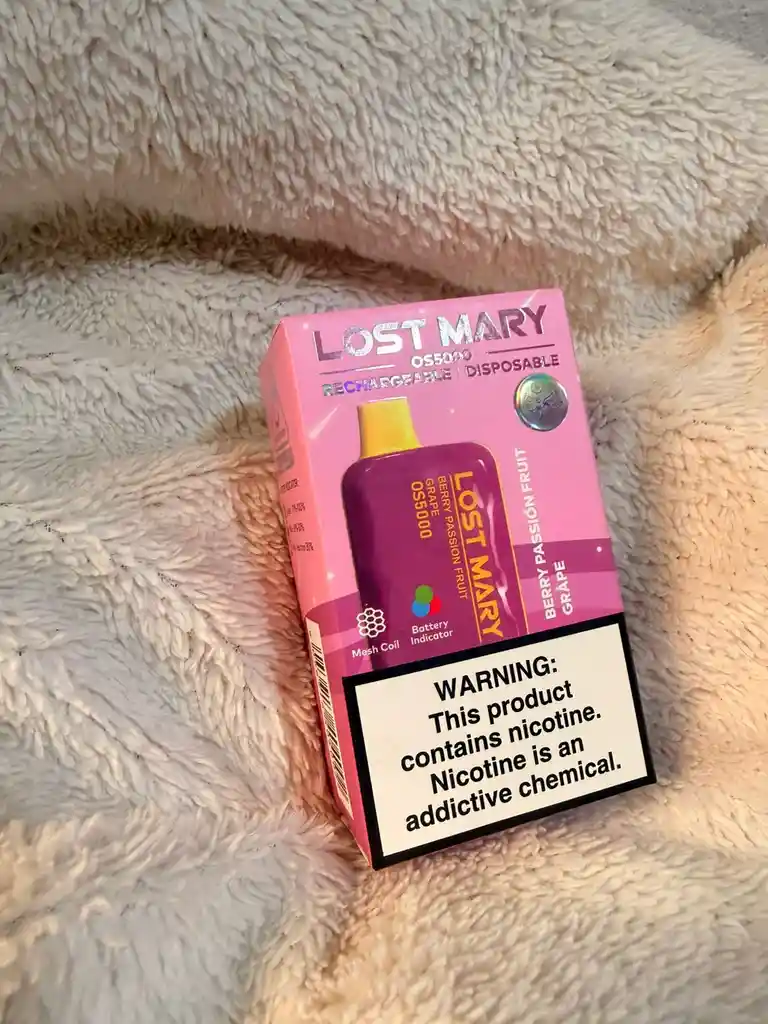 LOST MARY
OS5000
RECHARGEABLE DISPOSABLE
LOST MARY
BERRY PASSION FRUIT
GRAPE
OS5000
BERRY PASSION FRUIT
GRAPE
Mesh Coil
Battery
Indicator
WARNING:
This product
contains nicotine.
Nicotine is an
addictive chemical.